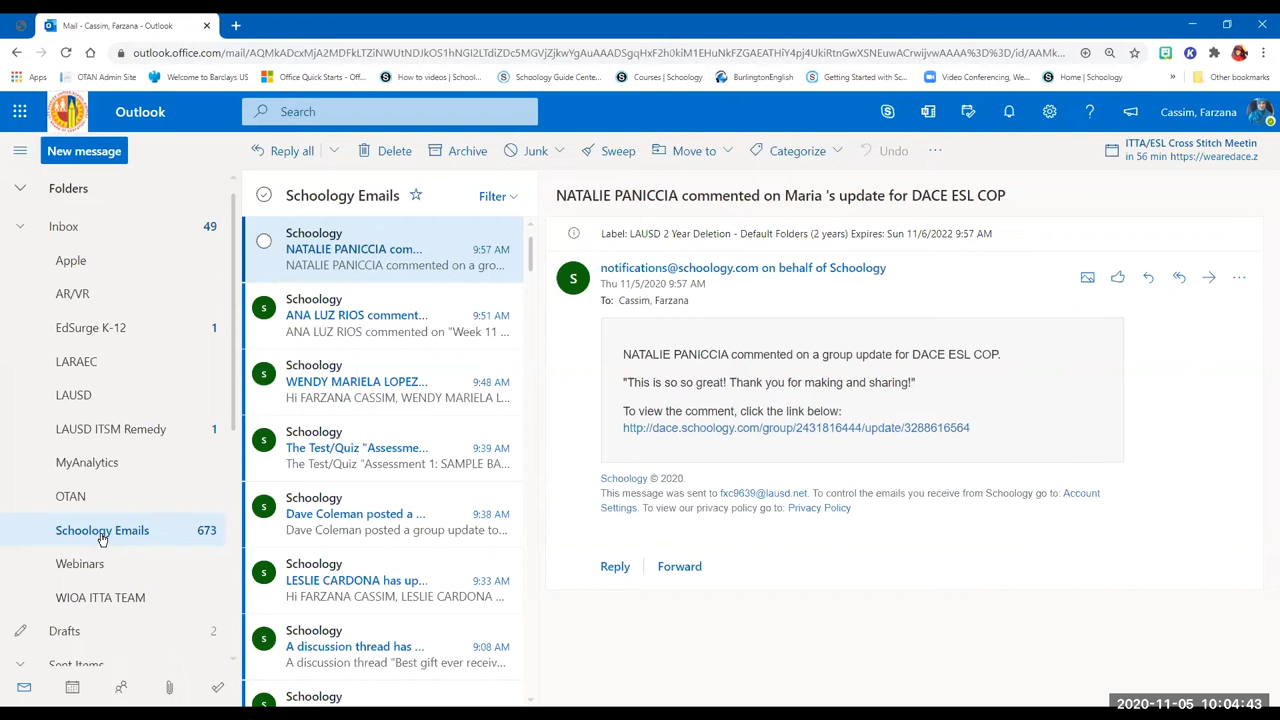 Mail - Cassim, Farzana - Outlook
outlook.office.com/mail/AQMkADcxMjA2MDFkLTZiNWUtNDJkOS1hNGI2LTdiZDc5MGVjZjkwYgAuAAADSgqHxF2h0kiM1EHuNkFZGAEATHiY4pj4UkiRtnGwXSNEuwACrwijvwAAAA%3D%3D/id/AAMk...
Apps
OTAN Admin Site
Welcome to Barclays US
Office Quick Starts - Off...
How to videos | School...
Schoology Guide Cente...
Courses | Schoology
BurlingtonEnglish
Getting Started with Sc...
Video Conferencing, We...
Home | Schoology
»
Other bookmarks
Outlook
Search
Cassim, Farzana
New message
Reply all
Delete
Archive
Junk
Sweep
Move to
Categorize
Undo
ITTA/ESL Cross Stitch Meetin
in 56 min https://wearedace.z
Folders
Inbox 49
Apple
AR/VR
EdSurge K-12 1
LARAEC
LAUSD
LAUSD ITSM Remedy 1
MyAnalytics
OTAN
Schoology Emails 673
Webinars
WIOA ITTA TEAM
Drafts 2
Sent Items
Schoology Emails
Filter
Schoology
NATALIE PANICCIA com... 9:57 AM
NATALIE PANICCIA commented on a gro...
S
Schoology
ANA LUZ RIOS comment... 9:51 AM
ANA LUZ RIOS commented on "Week 11 ...
S
Schoology
WENDY MARIELA LOPEZ... 9:48 AM
Hi FARZANA CASSIM, WENDY MARIELA L...
S
Schoology
The Test/Quiz "Assessme... 9:39 AM
The Test/Quiz "Assessment 1: SAMPLE BA...
S
Schoology
Dave Coleman posted a ... 9:38 AM
Dave Coleman posted a group update to...
S
Schoology
LESLIE CARDONA has up... 9:33 AM
Hi FARZANA CASSIM, LESLIE CARDONA ...
S
Schoology
A discussion thread has ... 9:08 AM
A discussion thread "Best gift ever receiv...
S
Schoology
NATALIE PANICCIA commented on Maria 's update for DACE ESL COP
Label: LAUSD 2 Year Deletion - Default Folders (2 years) Expires: Sun 11/6/2022 9:57 AM
S
notifications@schoology.com on behalf of Schoology
Thu 11/5/2020 9:57 AM
To: Cassim, Farzana
NATALIE PANICCIA commented on a group update for DACE ESL COP.
"This is so so great! Thank you for making and sharing!"
To view the comment, click the link below:
http://dace.schoology.com/group/2431816444/update/3288616564
Schoology © 2020
This message was sent to fxc9639@lausd.net. To control the emails you receive from Schoology go to: Account
Settings. To view our privacy policy go to: Privacy Policy
Reply
Forward
2020-11-05 10:04:43